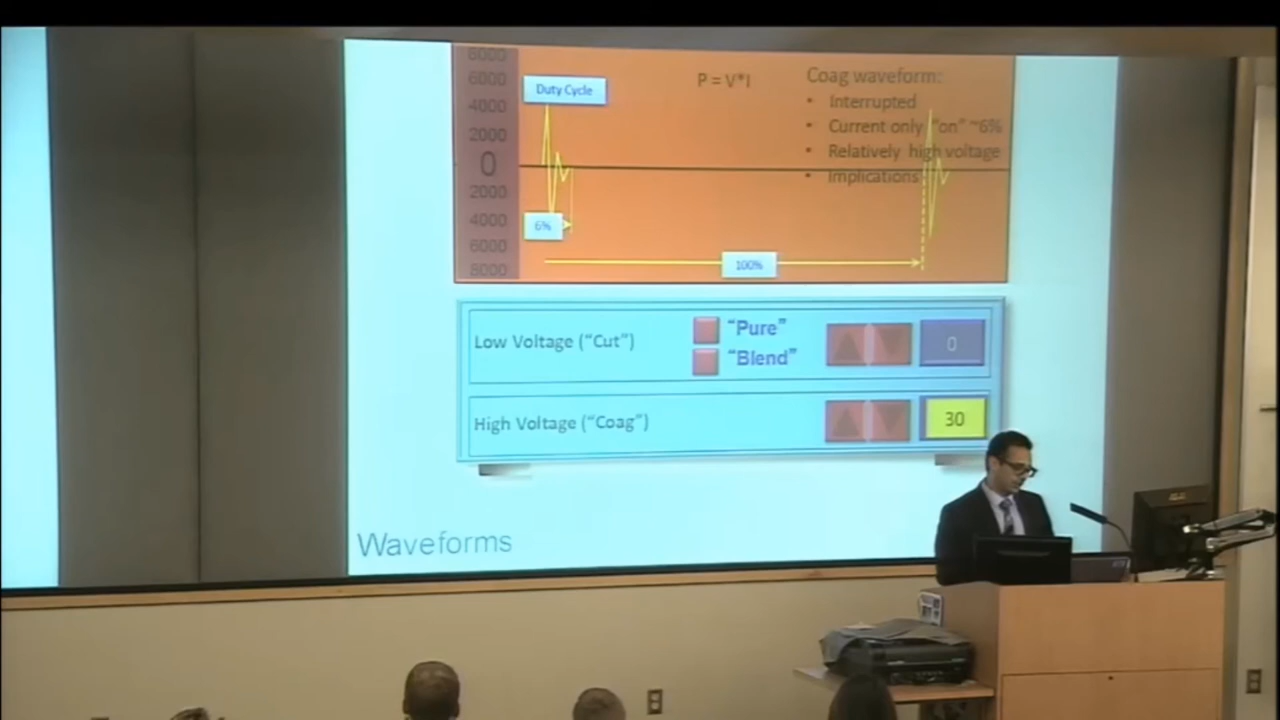 8000
6000
4000
2000
0
2000
4000
6000
8000
Duty Cycle
P = V*I
6%
100%
Coag waveform:
• Interrupted
• Current only "on" ~6%
• Relatively high voltage
• Implications
Low Voltage ("Cut")
"Pure"
"Blend"
0
High Voltage ("Coag")
30
Waveforms